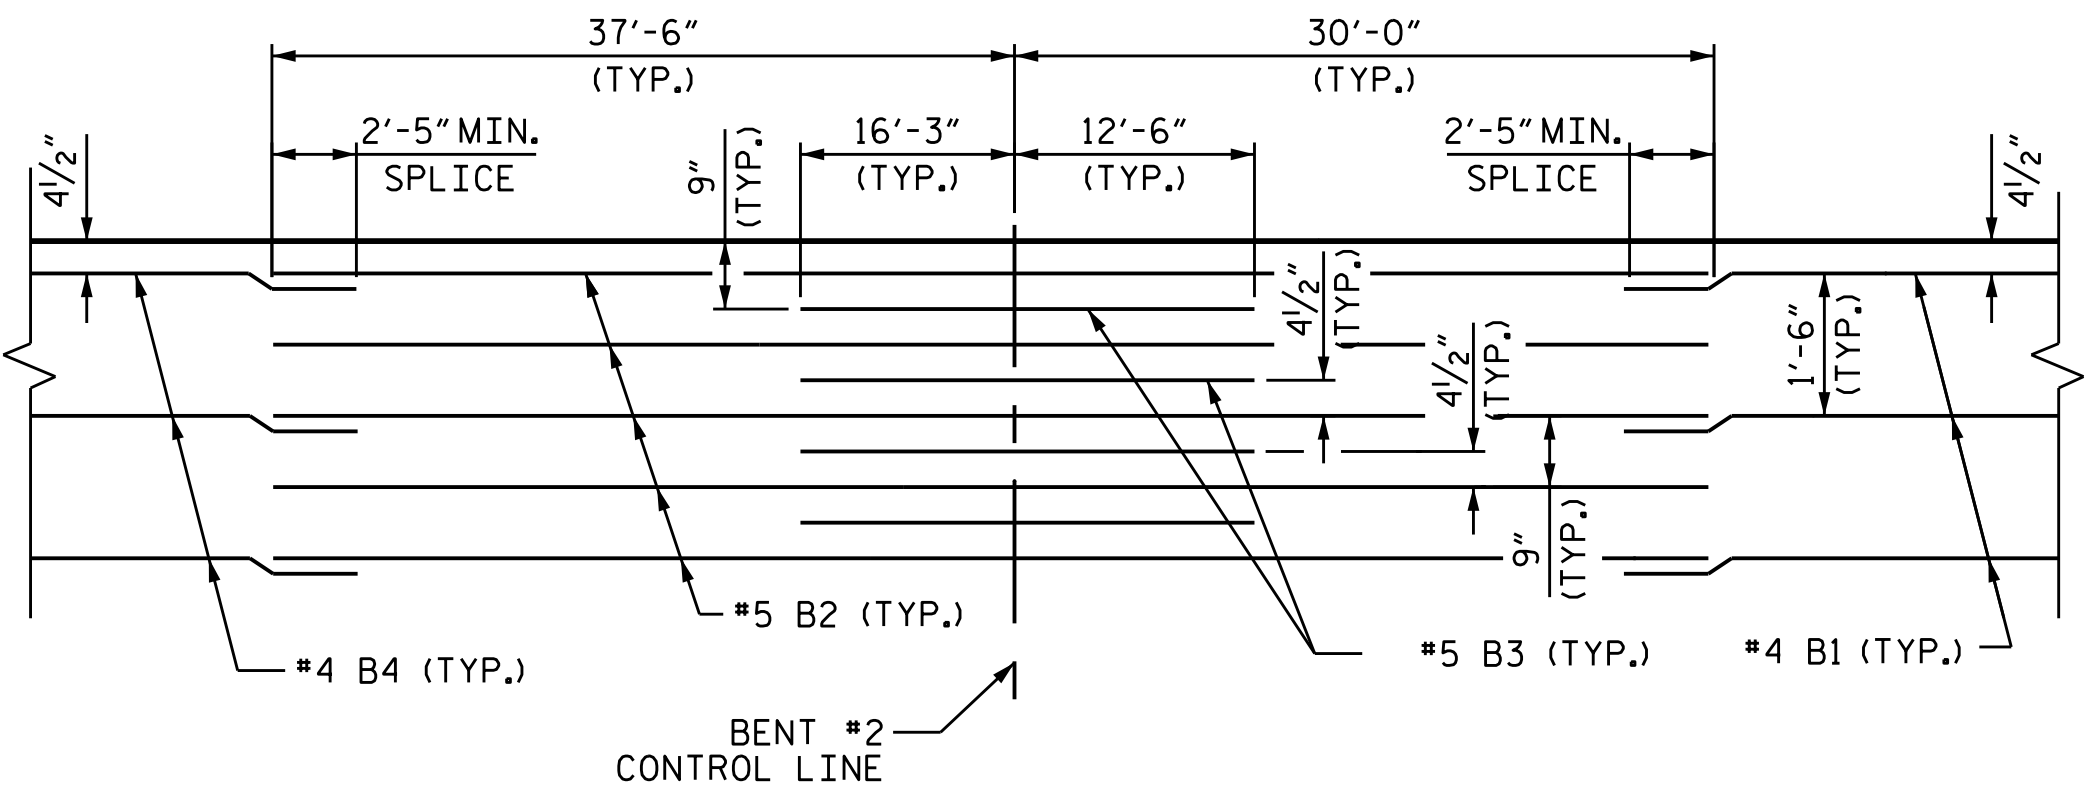 37'-6"
(TYP.)
30'-0"
(TYP.)
4½"
2'-5" MIN.
SPLICE
9"
(TYP.)
16'-3"
(TYP.)
12'-6"
(TYP.)
2'-5" MIN.
SPLICE
4½"
4½"
(TYP.)
4½"
(TYP.)
1'-6"
(TYP.)
9"
(TYP.)
#5 B2 (TYP.)
#4 B4 (TYP.)
#5 B3 (TYP.)
#4 B1 (TYP.)
BENT #2
CONTROL LINE